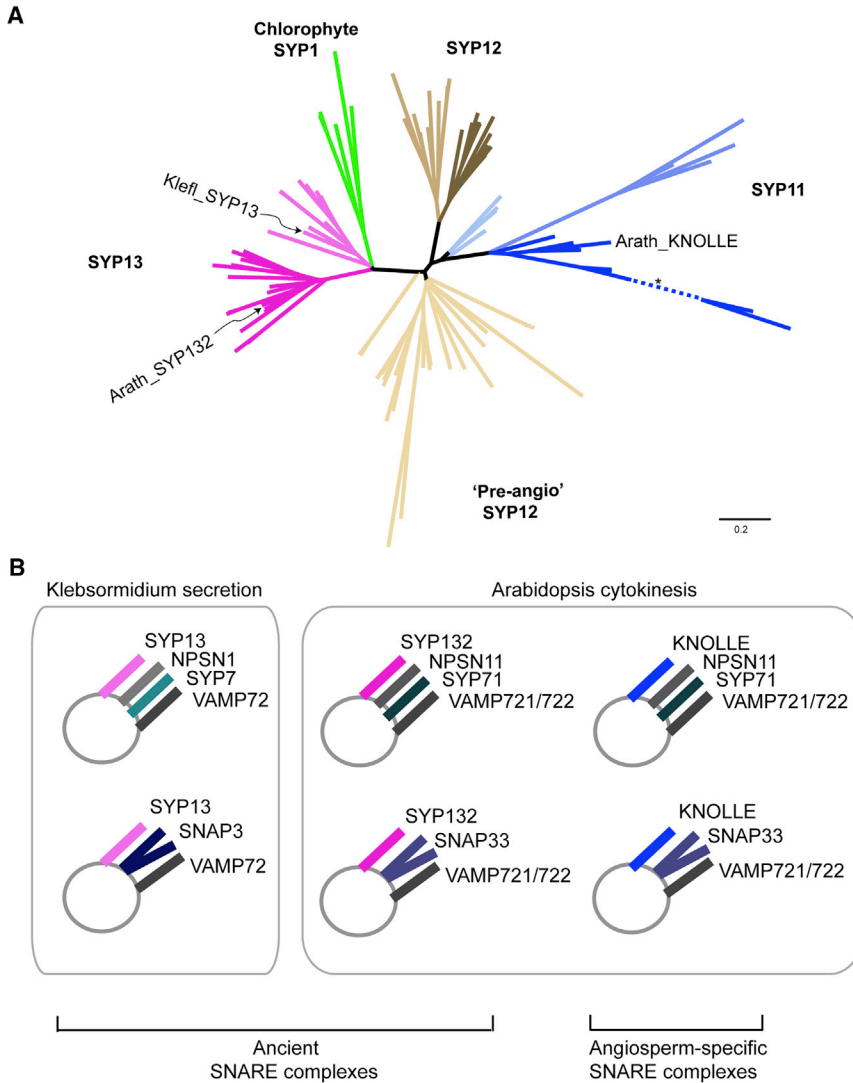 A
Chlorophyte
SYP1
SYP12
SYP11
Klefl_SYP13
Arath_KNOLLE
SYP13
*
Arath_SYP132
'Pre-angio'
SYP12
0.2
B
Klebsormidium secretion
Arabidopsis cytokinesis
SYP13
NPSN1
SYP7
VAMP72
SYP132
NPSN11
SYP71
VAMP721/722
KNOLLE
NPSN11
SYP71
VAMP721/722
SYP13
SNAP3
VAMP72
SYP132
SNAP33
VAMP721/722
KNOLLE
SNAP33
VAMP721/722
Ancient
SNARE complexes
Angiosperm-specific
SNARE complexes